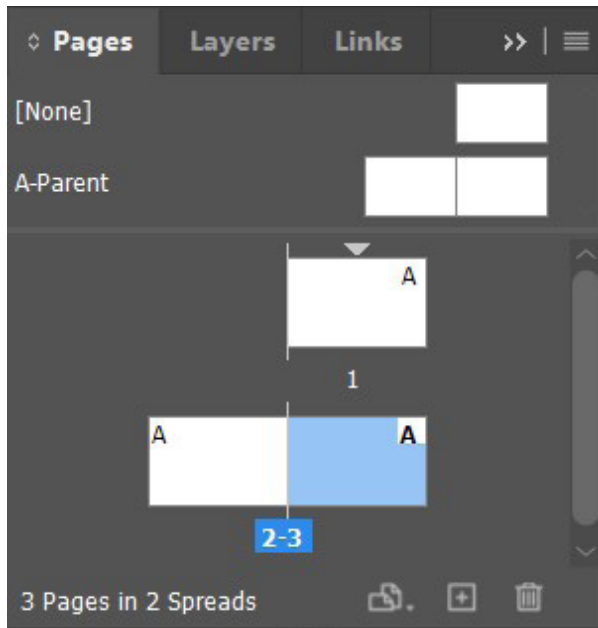 Pages Layers Links
[None]
A-Parent
A
1
A A
2-3
3 Pages in 2 Spreads